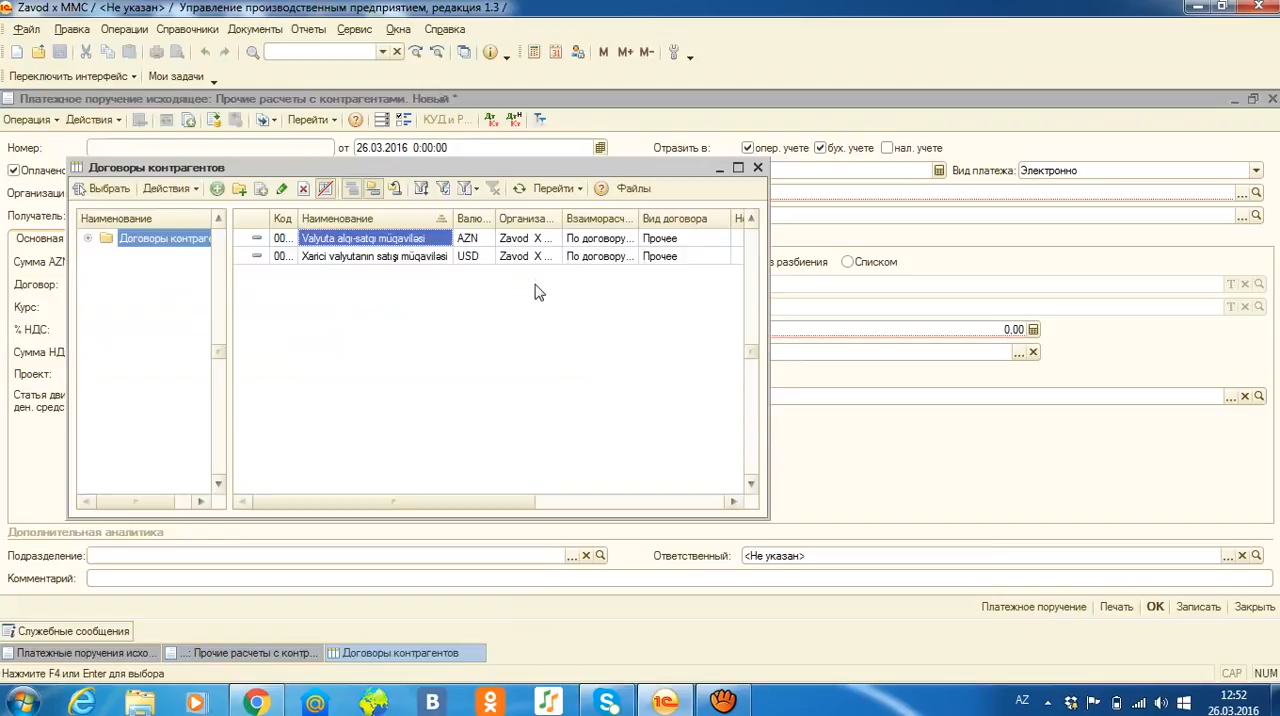 Zavod x MMC / <Не указан> / Управление производственным предприятием, редакция 1.3 /
Файл Правка Операции Справочники Документы Отчеты Сервис Окна Справка
M M+ M-
Переключить интерфейс Мои задачи
Платежное поручение исходящее: Прочие расчеты с контрагентами. Новый *
Операция Действия Перейти КУД и Р...
Номер: от 26.03.2016 0:00:00 Отразить в: опер. учете бух. учете нал. учете
Договоры контрагентов
Оплачено Вид платежа: Электронно
Выбрать Действия Перейти Файлы
Организаци
Получатель
Наименование Код Наименование Валю... Организа... Взаиморасч... Вид договора Но
Основная
Договоры контраге 00... Valyuta alqı-satqı müqaviləsi AZN Zavod X ... По договору... Прочее
00... Xarici valyutanın satışı müqaviləsi USD Zavod X ... По договору... Прочее
Сумма AZN з разбиения Списком
Договор:
Курс:
% НДС: 0,00
Сумма НД
Проект:
Статья дви
ден. средс
Дополнительная аналитика
Подразделение: Ответственный: <Не указан>
Комментарий:
Платежное поручение Печать OK Записать Закрыть
Служебные сообщения
Платежные поручения исхо... ...: Прочие расчеты с контр... Договоры контрагентов
Нажмите F4 или Enter для выбора CAP NUM
AZ 12:52
26.03.2016